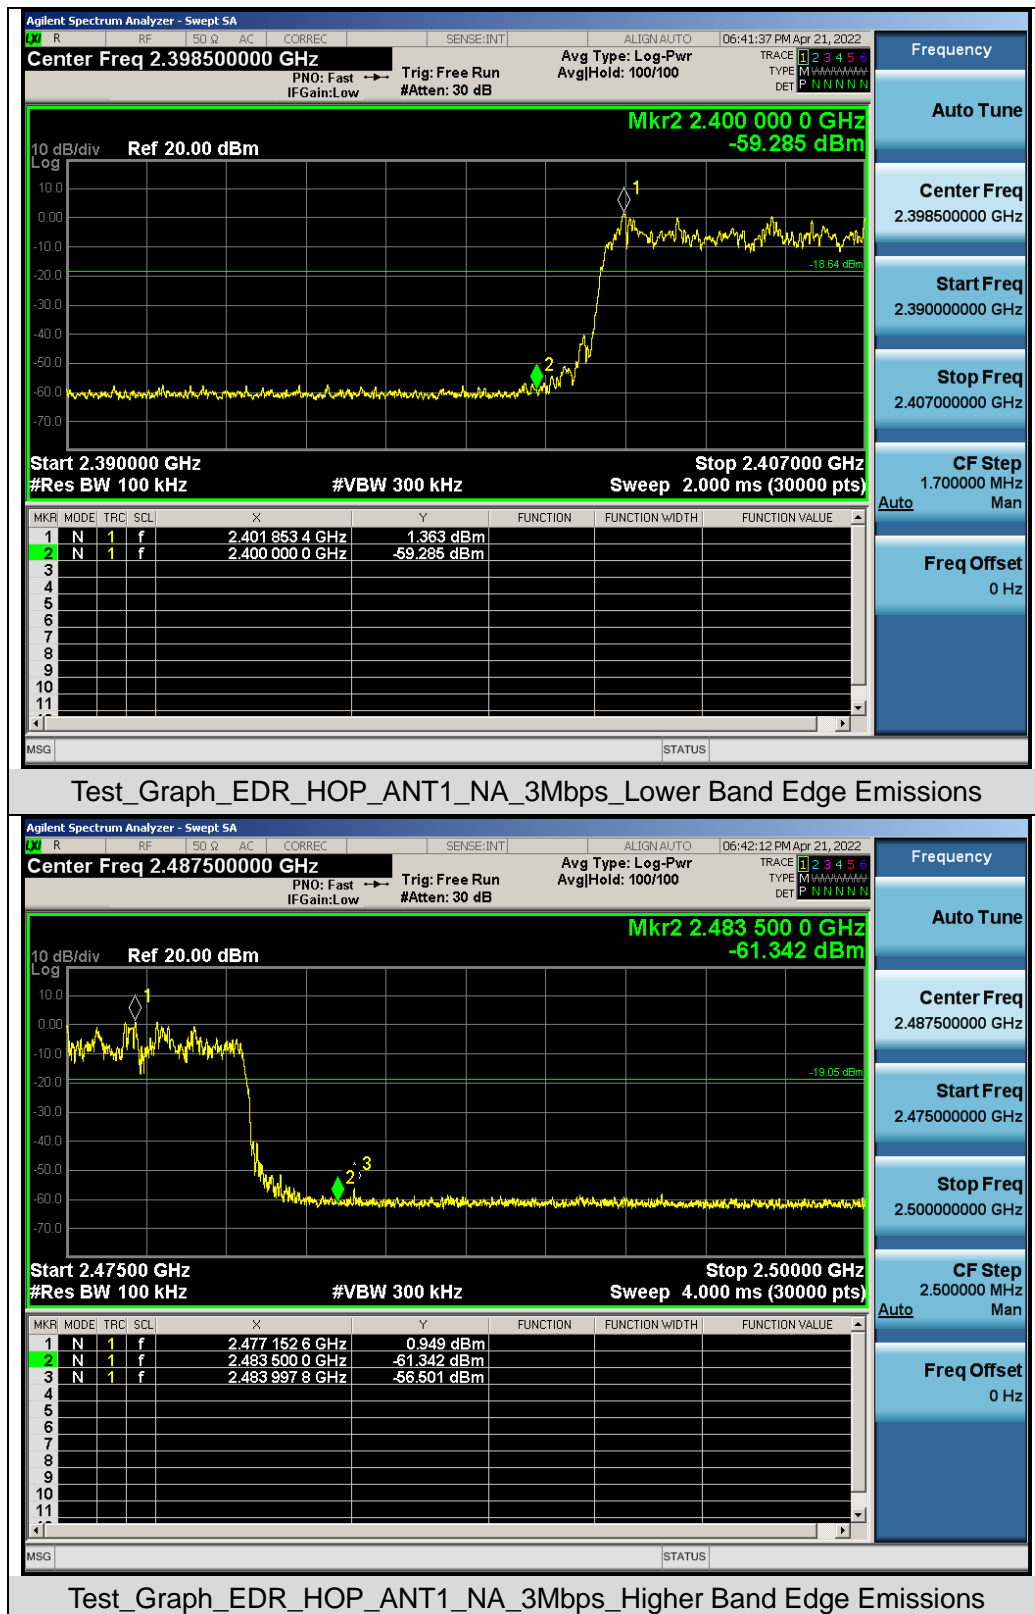 Agilent Spectrum Analyzer - Swept SA
LXI R RF 50 Ω AC CORREC SENSE:INT ALIGN AUTO 06:41:37 PM Apr 21, 2022
Center Freq 2.398500000 GHz Avg Type: Log-Pwr TRACE 1 2 3 4 5 6
PNO: Fast Trig: Free Run Avg|Hold: 100/100 TYPE M WWWWW
IFGain:Low #Atten: 30 dB DET P N N N N N
Mkr2 2.400 000 0 GHz
-59.285 dBm
10 dB/div Ref 20.00 dBm
Log
10.0
0.00
-10.0
-20.0
-30.0
-40.0
-50.0
-60.0
-70.0
1
-18.64 dBm
2
Start 2.390000 GHz Stop 2.407000 GHz
#Res BW 100 kHz #VBW 300 kHz Sweep 2.000 ms (30000 pts)
MKR MODE TRC SCL X Y FUNCTION FUNCTION WIDTH FUNCTION VALUE
1 N 1 f 2.401 853 4 GHz 1.363 dBm
2 N 1 f 2.400 000 0 GHz -59.285 dBm
3
4
5
6
7
8
9
10
11
MSG STATUS
Frequency
Auto Tune
Center Freq
2.398500000 GHz
Start Freq
2.390000000 GHz
Stop Freq
2.407000000 GHz
CF Step
1.700000 MHz
Auto Man
Freq Offset
0 Hz
Test_Graph_EDR_HOP_ANT1_NA_3Mbps_Lower Band Edge Emissions
Agilent Spectrum Analyzer - Swept SA
LXI R RF 50 Ω AC CORREC SENSE:INT ALIGN AUTO 06:42:12 PM Apr 21, 2022
Center Freq 2.487500000 GHz Avg Type: Log-Pwr TRACE 1 2 3 4 5 6
PNO: Fast Trig: Free Run Avg|Hold: 100/100 TYPE M WWWWW
IFGain:Low #Atten: 30 dB DET P N N N N N
Mkr2 2.483 500 0 GHz
-61.342 dBm
10 dB/div Ref 20.00 dBm
Log
10.0
0.00
-10.0
-20.0
-30.0
-40.0
-50.0
-60.0
-70.0
1
-19.05 dBm
2 3
Start 2.47500 GHz Stop 2.50000 GHz
#Res BW 100 kHz #VBW 300 kHz Sweep 4.000 ms (30000 pts)
MKR MODE TRC SCL X Y FUNCTION FUNCTION WIDTH FUNCTION VALUE
1 N 1 f 2.477 152 6 GHz 0.949 dBm
2 N 1 f 2.483 500 0 GHz -61.342 dBm
3 N 1 f 2.483 997 8 GHz -56.501 dBm
4
5
6
7
8
9
10
11
MSG STATUS
Frequency
Auto Tune
Center Freq
2.487500000 GHz
Start Freq
2.475000000 GHz
Stop Freq
2.500000000 GHz
CF Step
2.500000 MHz
Auto Man
Freq Offset
0 Hz
Test_Graph_EDR_HOP_ANT1_NA_3Mbps_Higher Band Edge Emissions